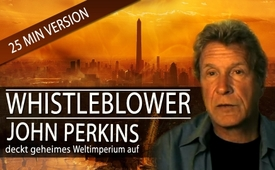 25 MIN VERSION
WHISTLEBLOWER
JOHN PERKINS
deckt geheimes Weltimperium auf